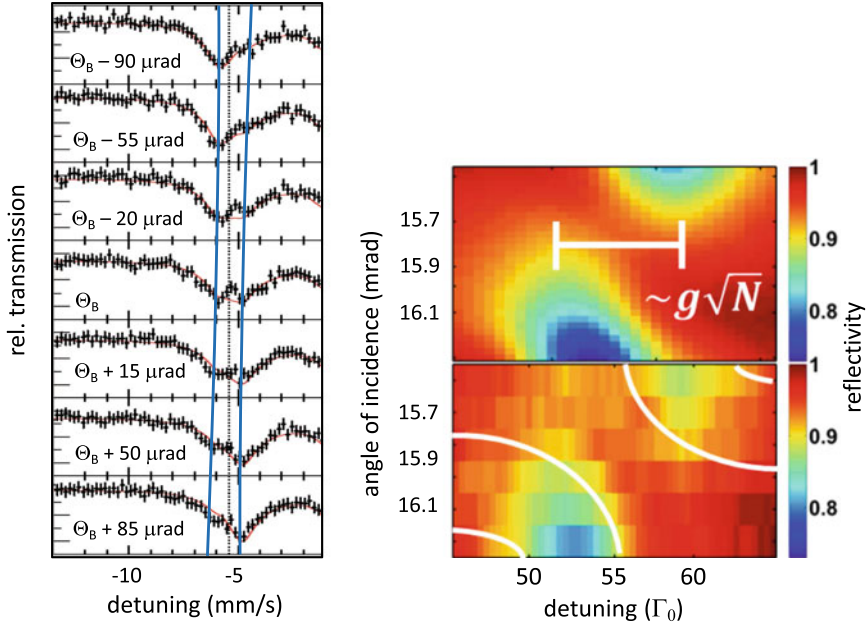 rel. transmission
Θ_B − 90 μrad
Θ_B − 55 μrad
Θ_B − 20 μrad
Θ_B
Θ_B + 15 μrad
Θ_B + 50 μrad
Θ_B + 85 μrad
-10 -5
detuning (mm/s)
angle of incidence (mrad)
15.7
15.9
16.1
~g√N
1
0.9
0.8
15.7
15.9
16.1
1
0.9
0.8
reflectivity
50 55 60
detuning (Γ₀)